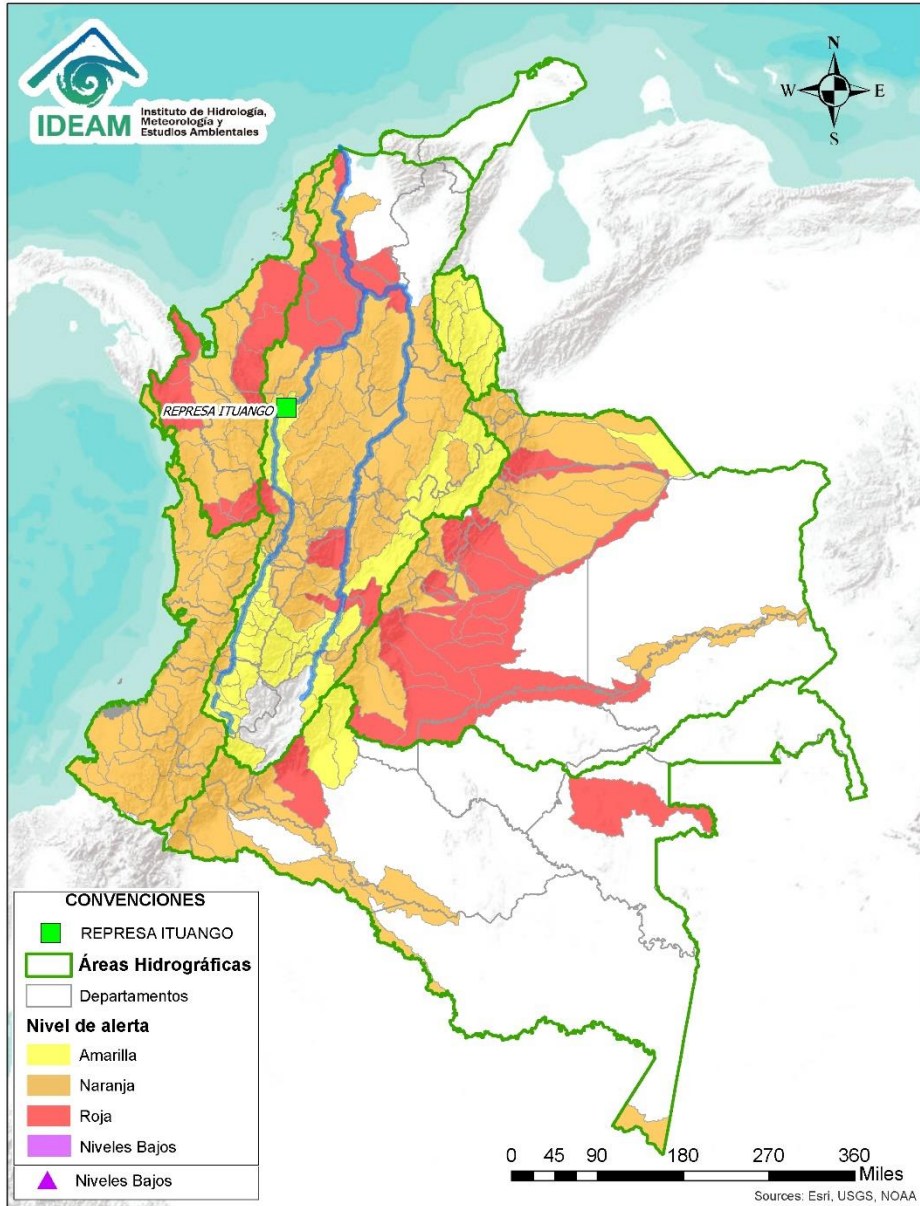 IDEAM
Instituto de Hidrología,
Meteorología y
Estudios Ambientales
N
W
E
S
REPRESA ITUANGO
CONVENCIONES
REPRESA ITUANGO
Áreas Hidrográficas
Departamentos
Nivel de alerta
Amarilla
Naranja
Roja
Niveles Bajos
Niveles Bajos
0 45 90 180 270 360
Miles
Sources: Esri, USGS, NOAA